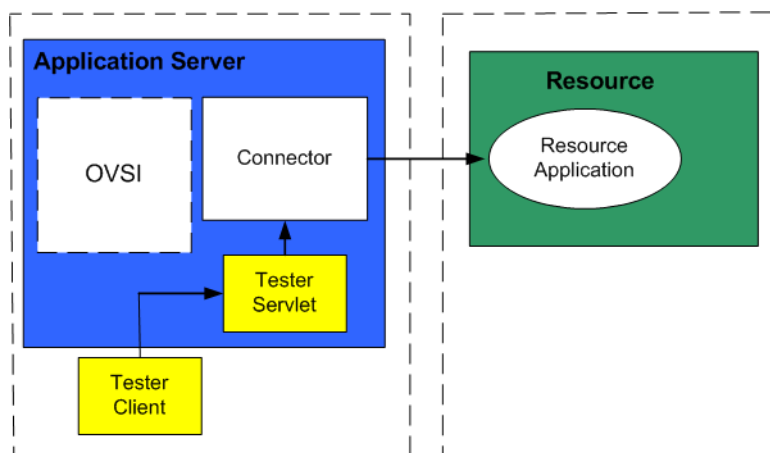 Application Server
Resource
OVSI
Connector
Resource
Application
Tester
Servlet
Tester
Client